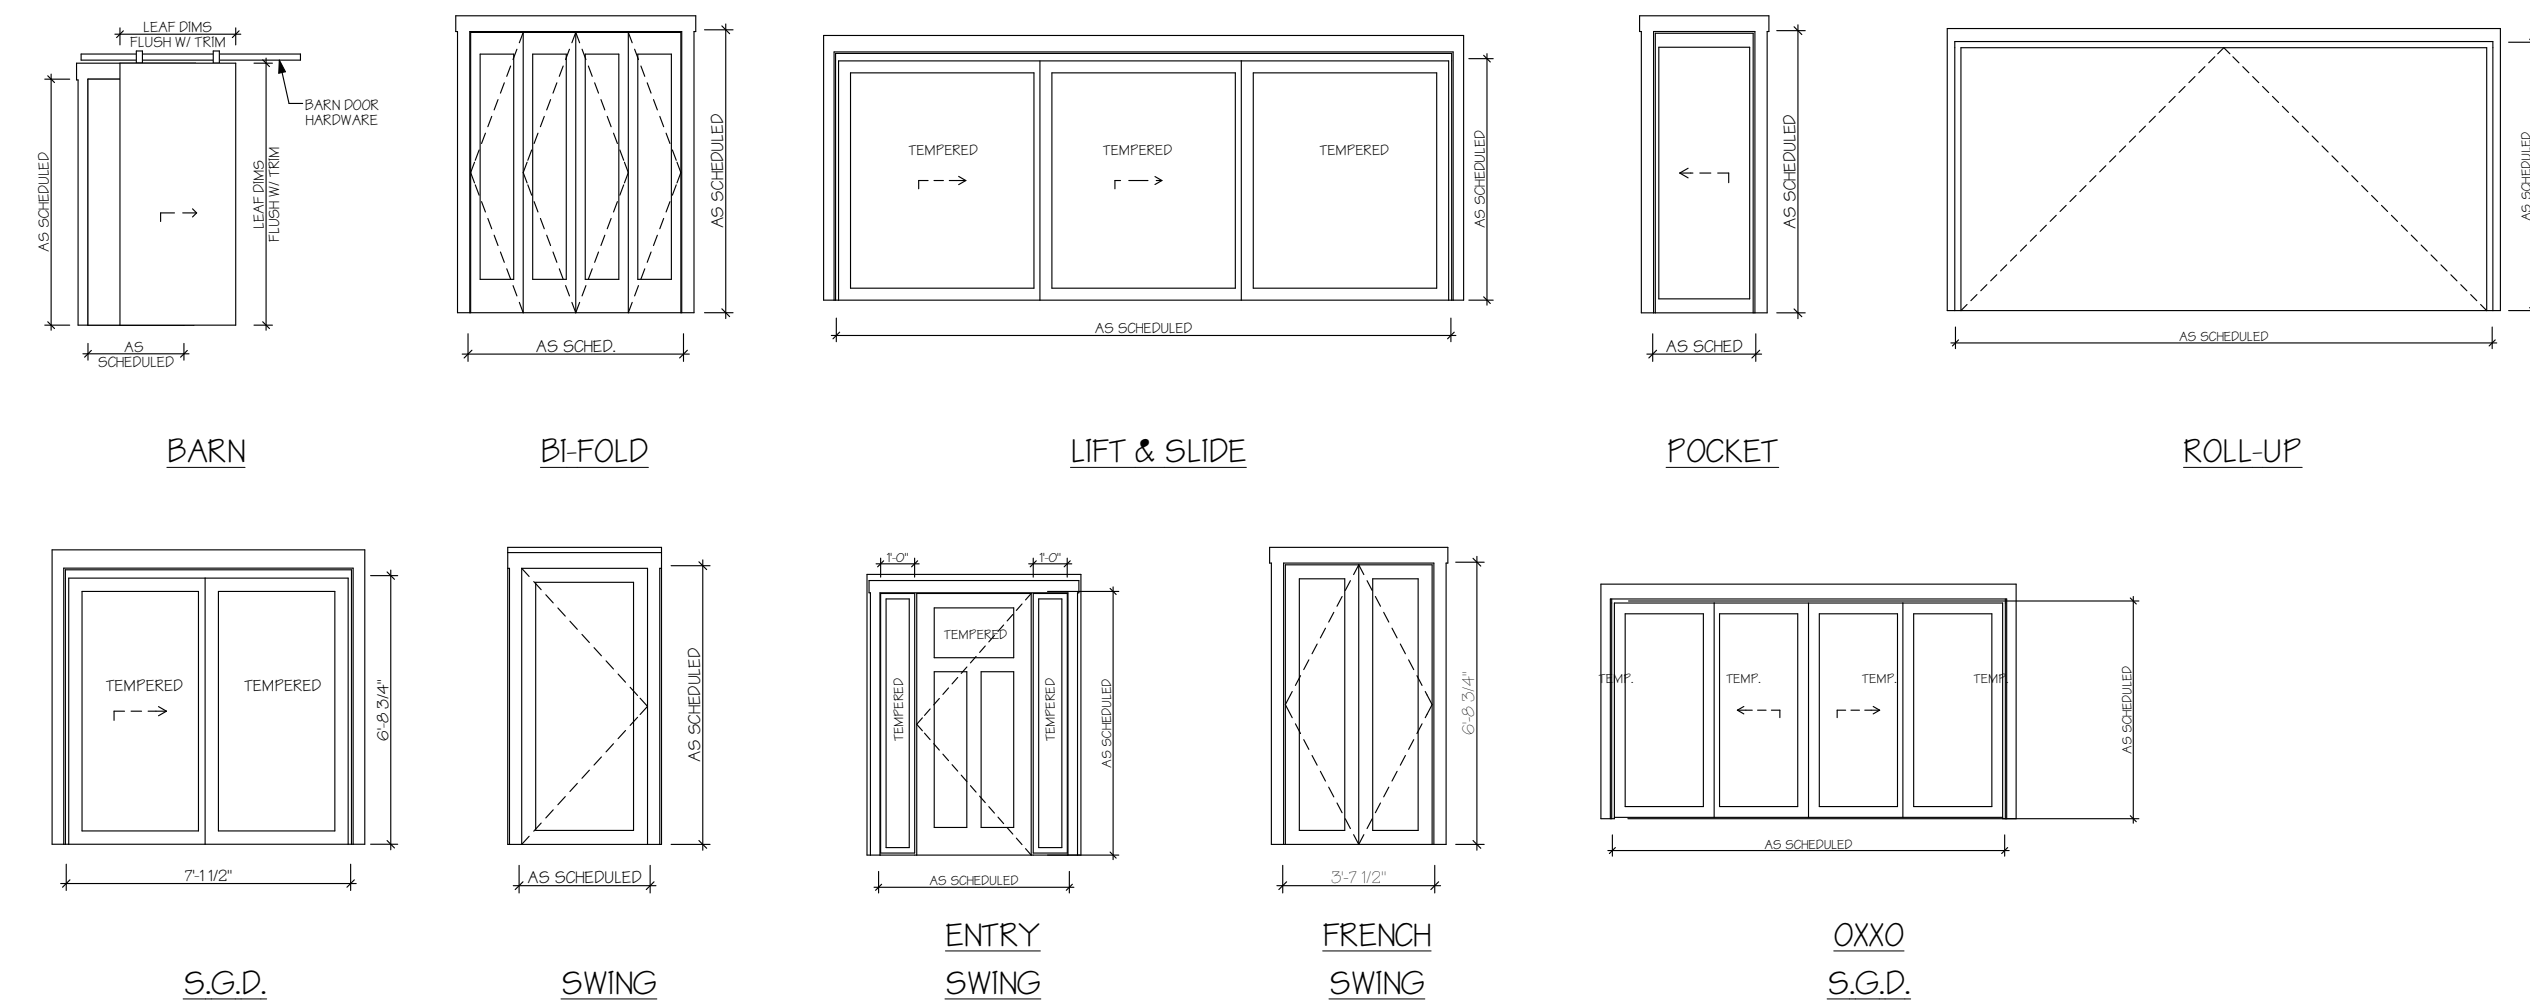 LEAF DIMS
FLUSH W/ TRIM
BARN DOOR
HARDWARE
AS SCHEDULED
LEAF DIMS
FLUSH W/ TRIM
AS
SCHEDULED
BARN
AS SCHEDULED
AS SCHED.
BI-FOLD
TEMPERED
TEMPERED
TEMPERED
AS SCHEDULED
AS SCHEDULED
LIFT & SLIDE
AS SCHEDULED
AS SCHED
POCKET
AS SCHEDULED
AS SCHEDULED
ROLL-UP
TEMPERED
TEMPERED
6'-8 3/4"
7'-1 1/2"
S.G.D.
AS SCHEDULED
AS SCHEDULED
SWING
1'-0"
1'-0"
TEMPERED
TEMPERED
TEMPERED
AS SCHEDULED
AS SCHEDULED
ENTRY
SWING
6'-8 3/4"
3'-7 1/2"
FRENCH
SWING
TEMP.
TEMP.
TEMP.
TEMP.
AS SCHEDULED
AS SCHEDULED
OXXO
S.G.D.